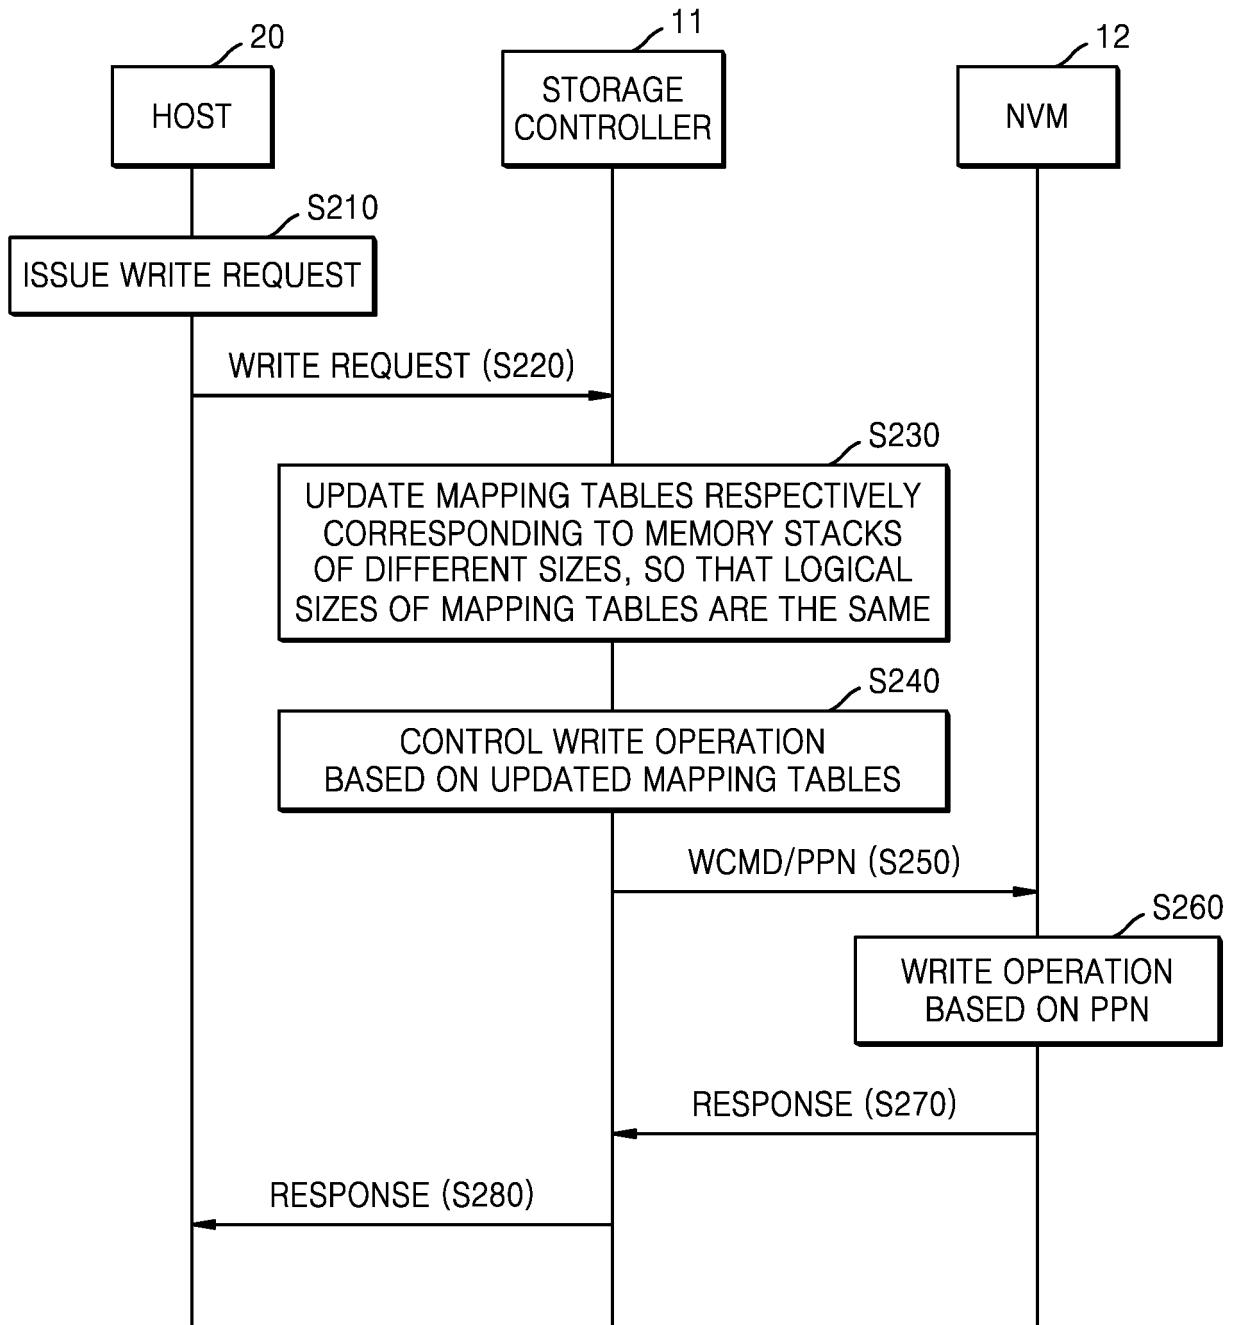 20
11
12
HOST
STORAGE
CONTROLLER
NVM
S210
ISSUE WRITE REQUEST
WRITE REQUEST (S220)
S230
UPDATE MAPPING TABLES RESPECTIVELY
CORRESPONDING TO MEMORY STACKS
OF DIFFERENT SIZES, SO THAT LOGICAL
SIZES OF MAPPING TABLES ARE THE SAME
S240
CONTROL WRITE OPERATION
BASED ON UPDATED MAPPING TABLES
WCMD/PPN (S250)
S260
WRITE OPERATION
BASED ON PPN
RESPONSE (S270)
RESPONSE (S280)